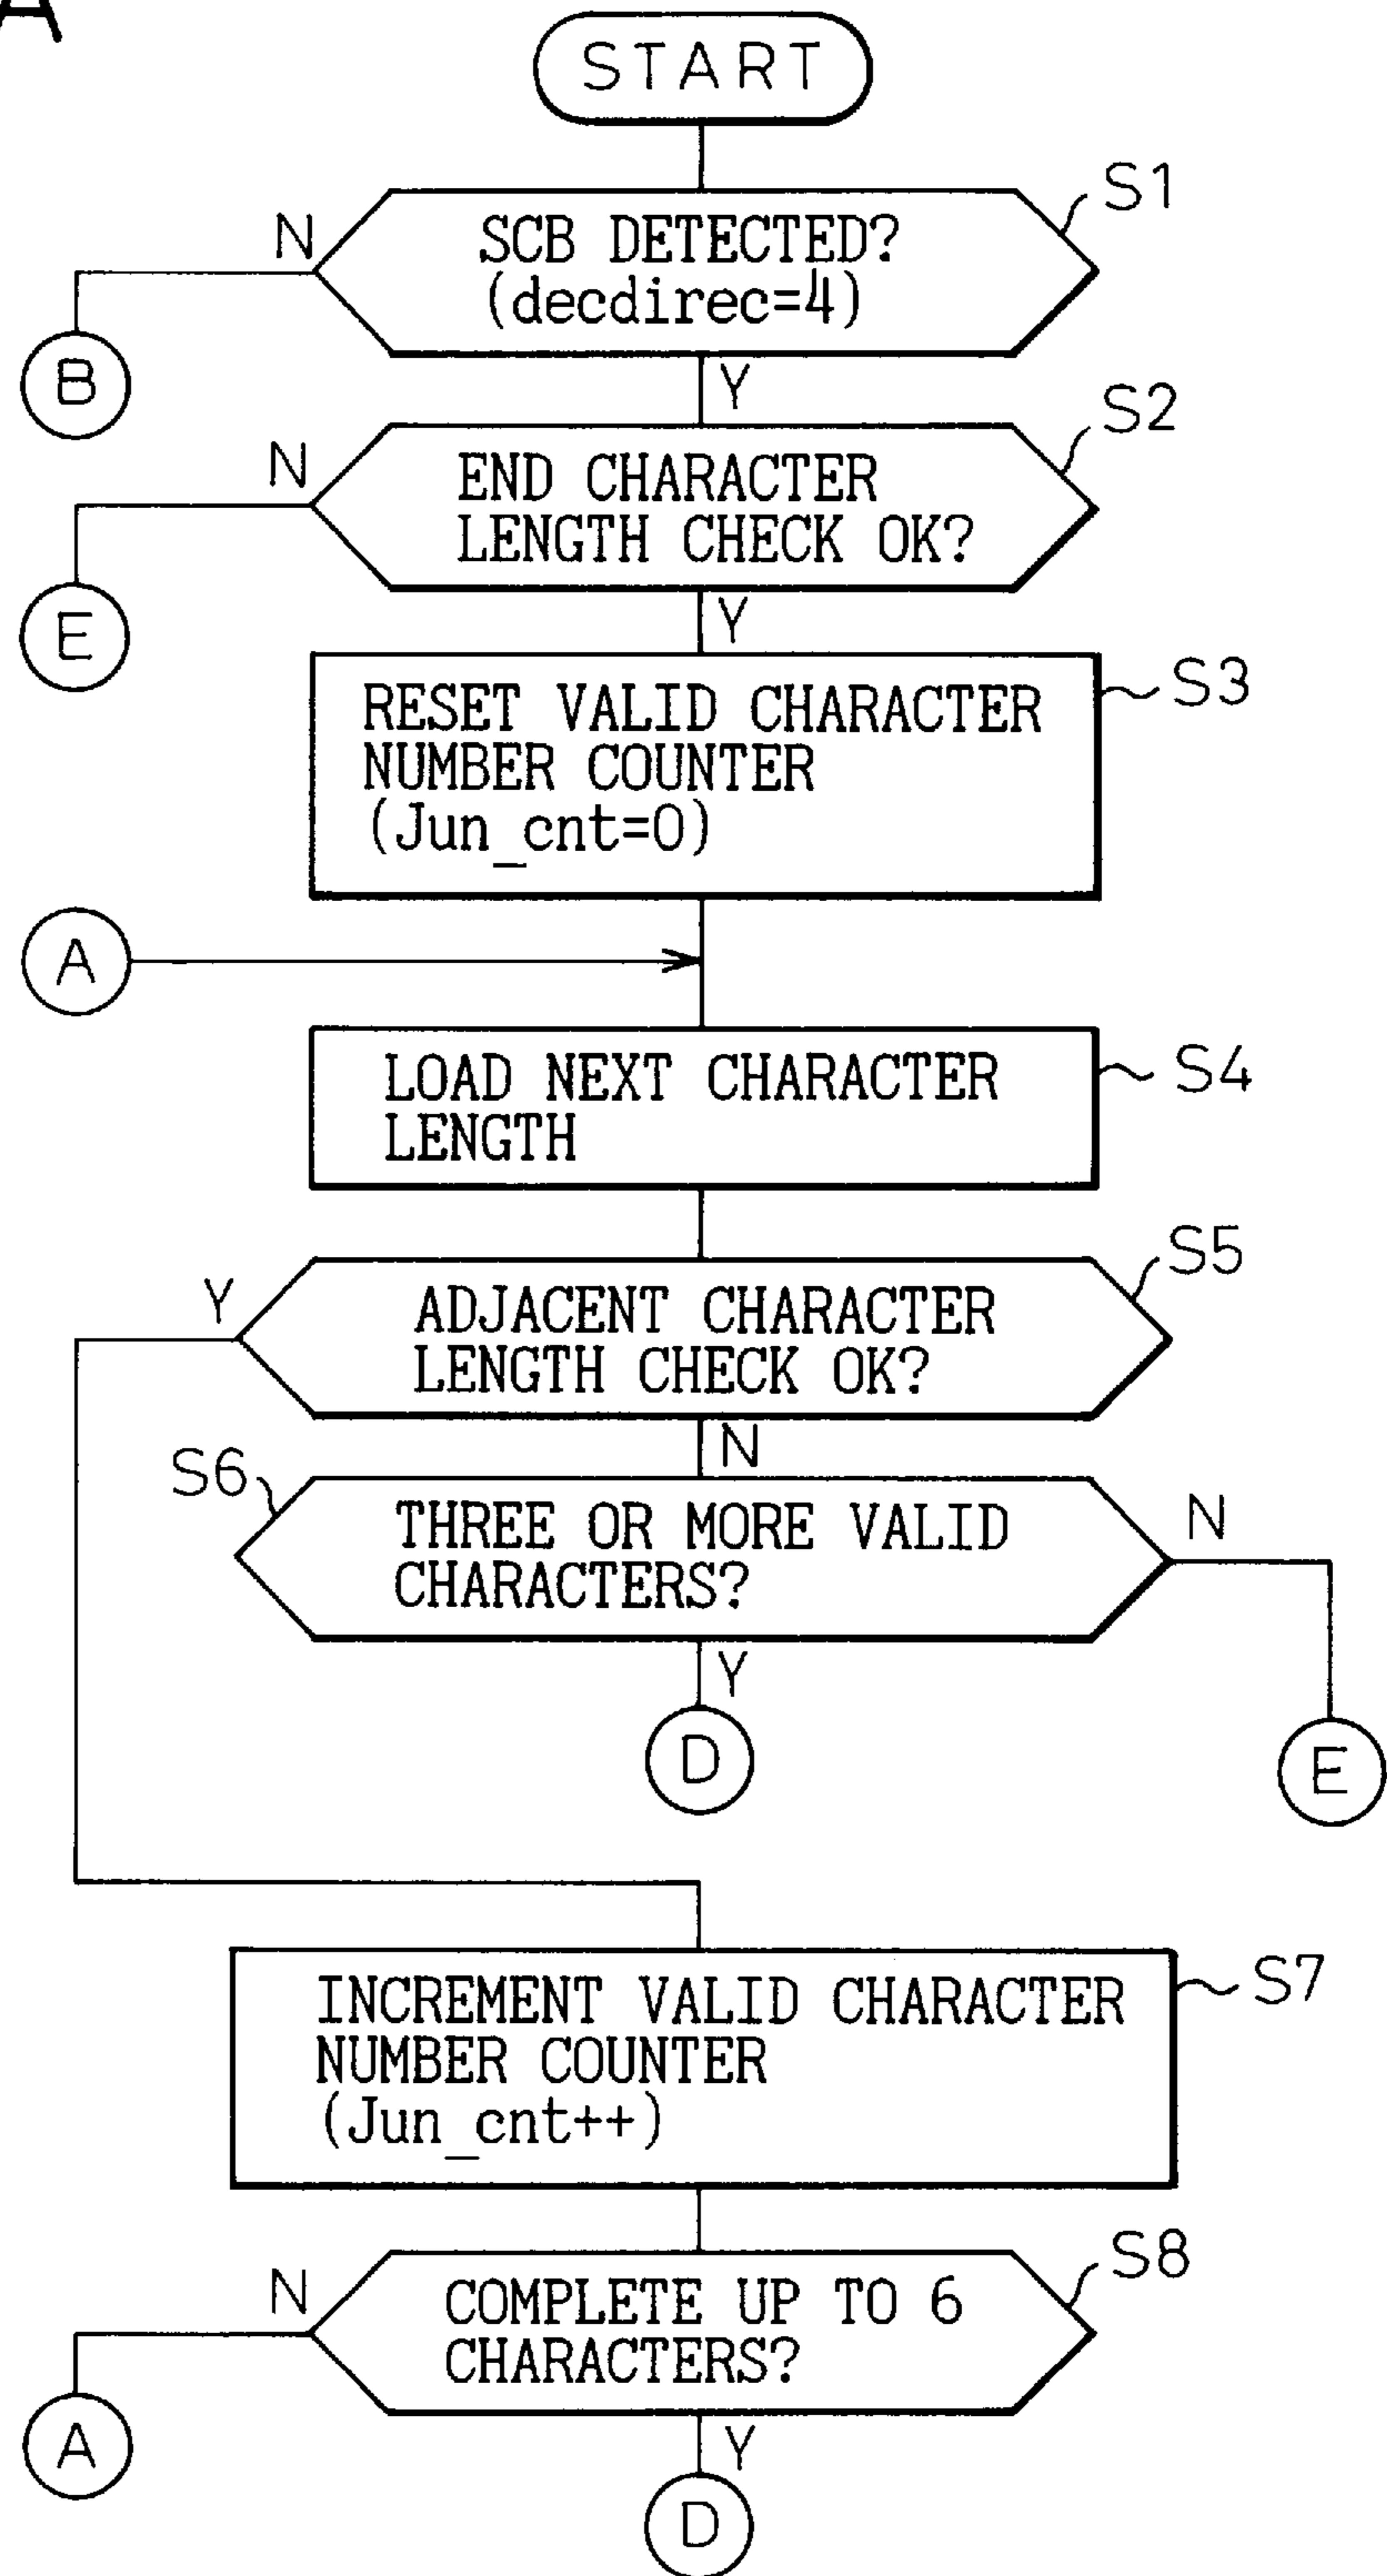 A
START
S1
N
SCB DETECTED?
(decdirec=4)
B
Y
S2
N
END CHARACTER
LENGTH CHECK OK?
E
Y
S3
RESET VALID CHARACTER
NUMBER COUNTER
(Jun_cnt=0)
A
S4
LOAD NEXT CHARACTER
LENGTH
S5
Y
ADJACENT CHARACTER
LENGTH CHECK OK?
N
S6
THREE OR MORE VALID
CHARACTERS?
N
Y
D
E
S7
INCREMENT VALID CHARACTER
NUMBER COUNTER
(Jun_cnt++)
S8
N
COMPLETE UP TO 6
CHARACTERS?
A
Y
D